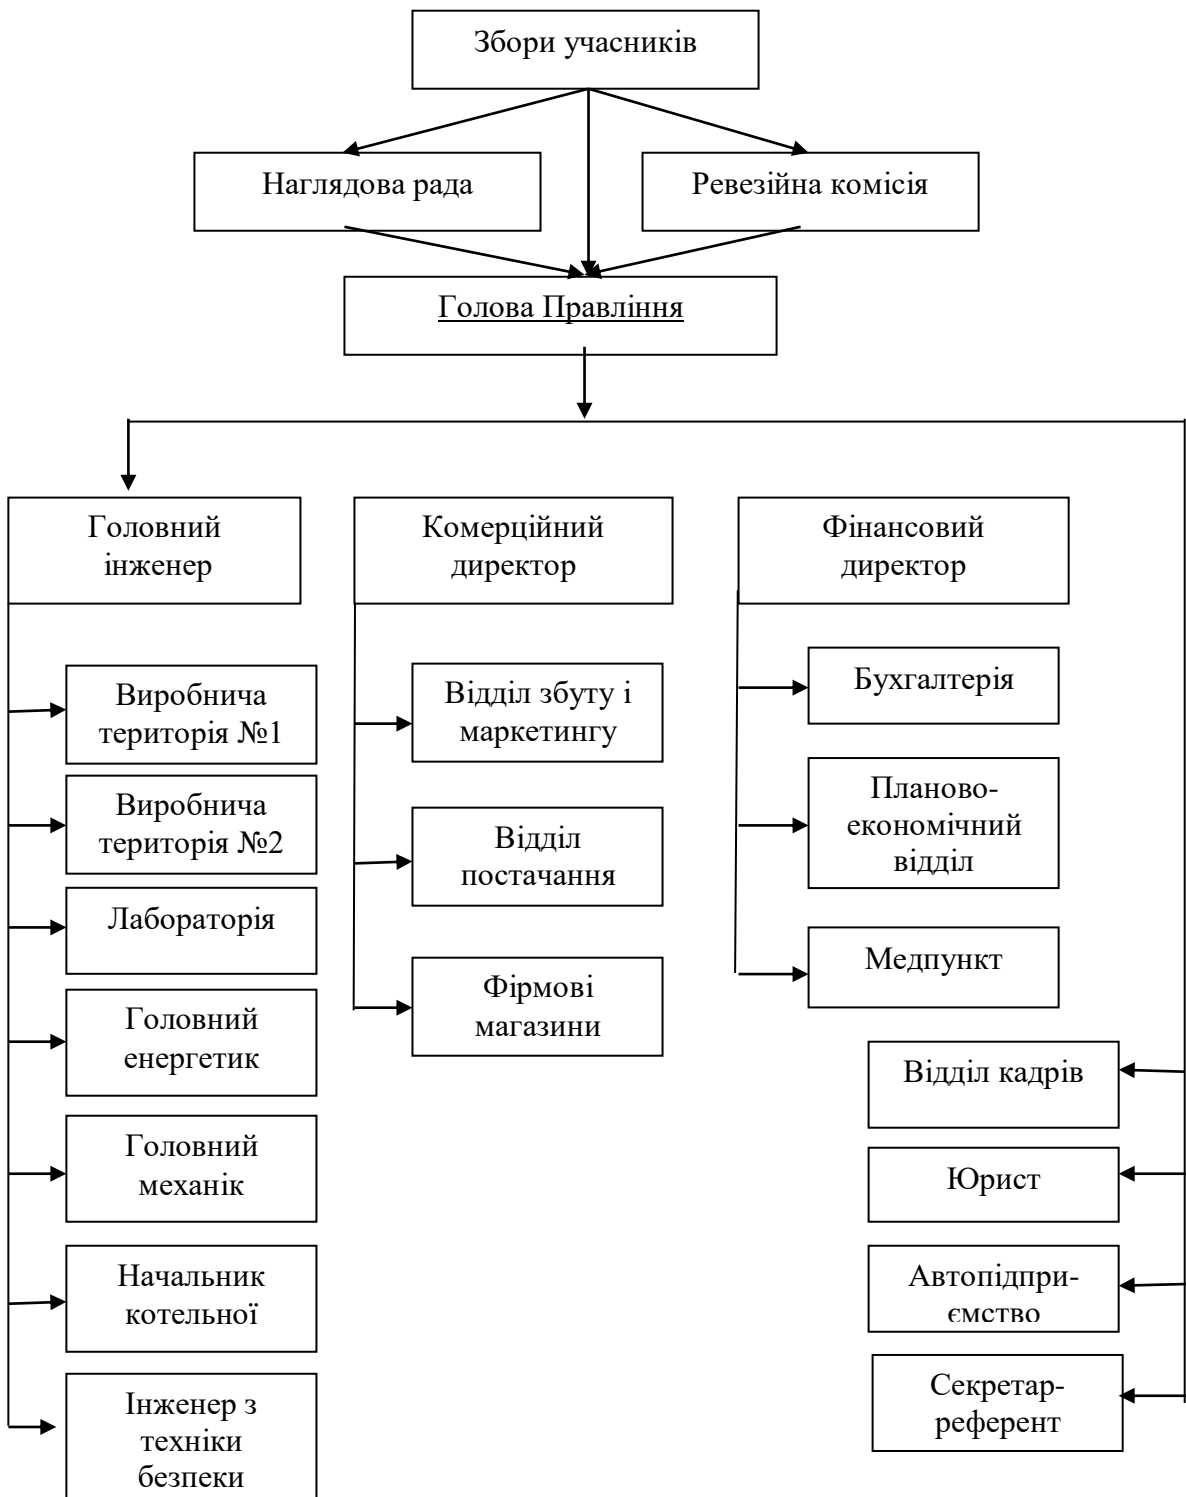 Збори учасників
Наглядова рада
Ревезійна комісія
Голова Правління
Головний
інженер
Комерційний
директор
Фінансовий
директор
Виробнича
територія №1
Виробнича
територія №2
Лабораторія
Головний
енергетик
Головний
механік
Начальник
котельної
Інженер з
техніки
безпеки
Відділ збуту і
маркетингу
Відділ
постачання
Фірмові
магазини
Бухгалтерія
Планово-
економічний
відділ
Медпункт
Відділ кадрів
Юрист
Автопідпри-
ємство
Секретар-
референт